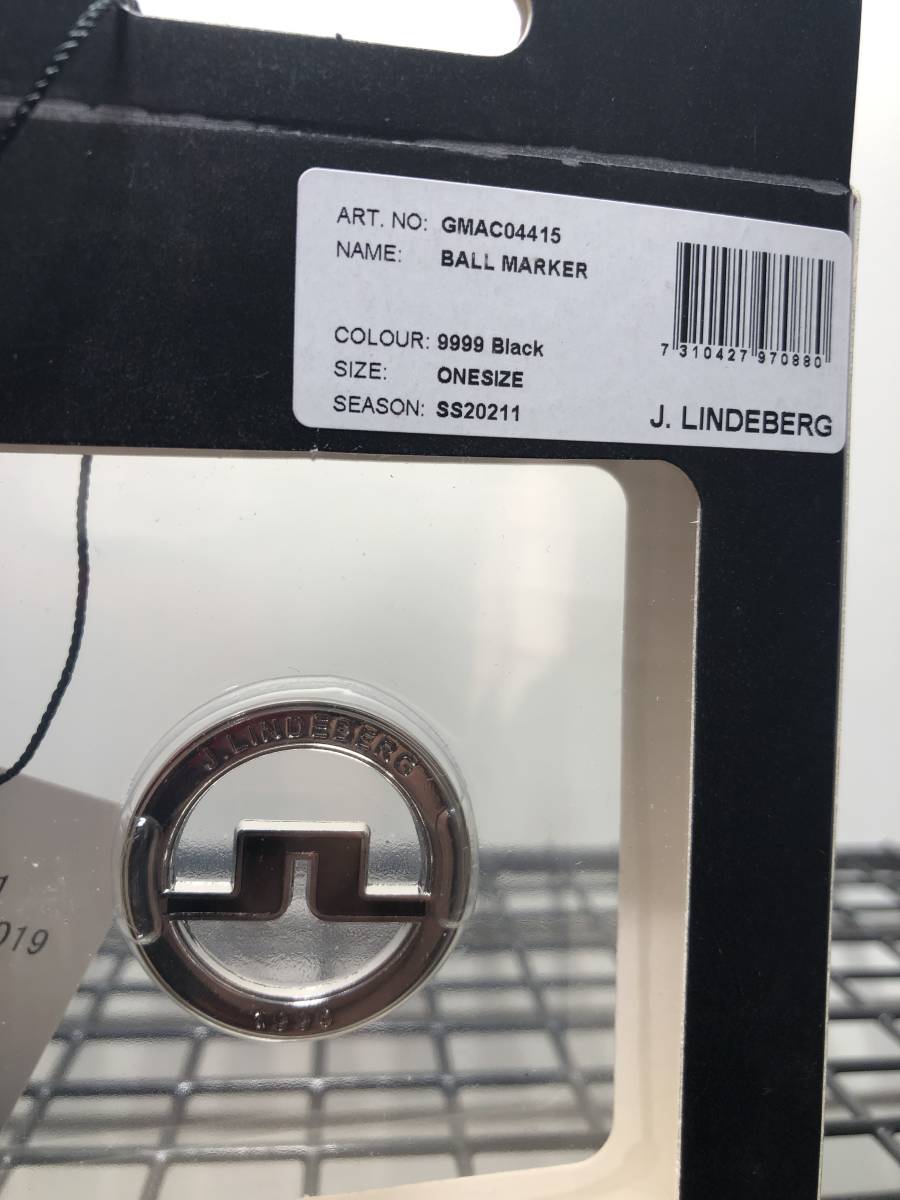 ART. NO: GMAC04415
NAME: BALL MARKER
COLOUR: 9999 Black
SIZE: ONESIZE
SEASON: SS20211
7 310427 970880
J. LINDEBERG
J.LINDEBERG
019